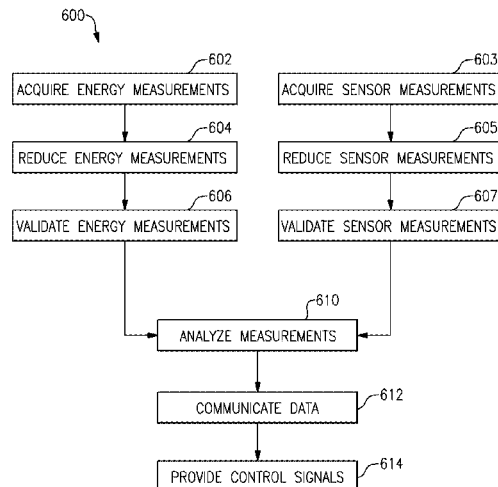 600
602
ACQUIRE ENERGY MEASUREMENTS
603
ACQUIRE SENSOR MEASUREMENTS
604
REDUCE ENERGY MEASUREMENTS
605
REDUCE SENSOR MEASUREMENTS
606
VALIDATE ENERGY MEASUREMENTS
607
VALIDATE SENSOR MEASUREMENTS
610
ANALYZE MEASUREMENTS
COMMUNICATE DATA
612
PROVIDE CONTROL SIGNALS
614